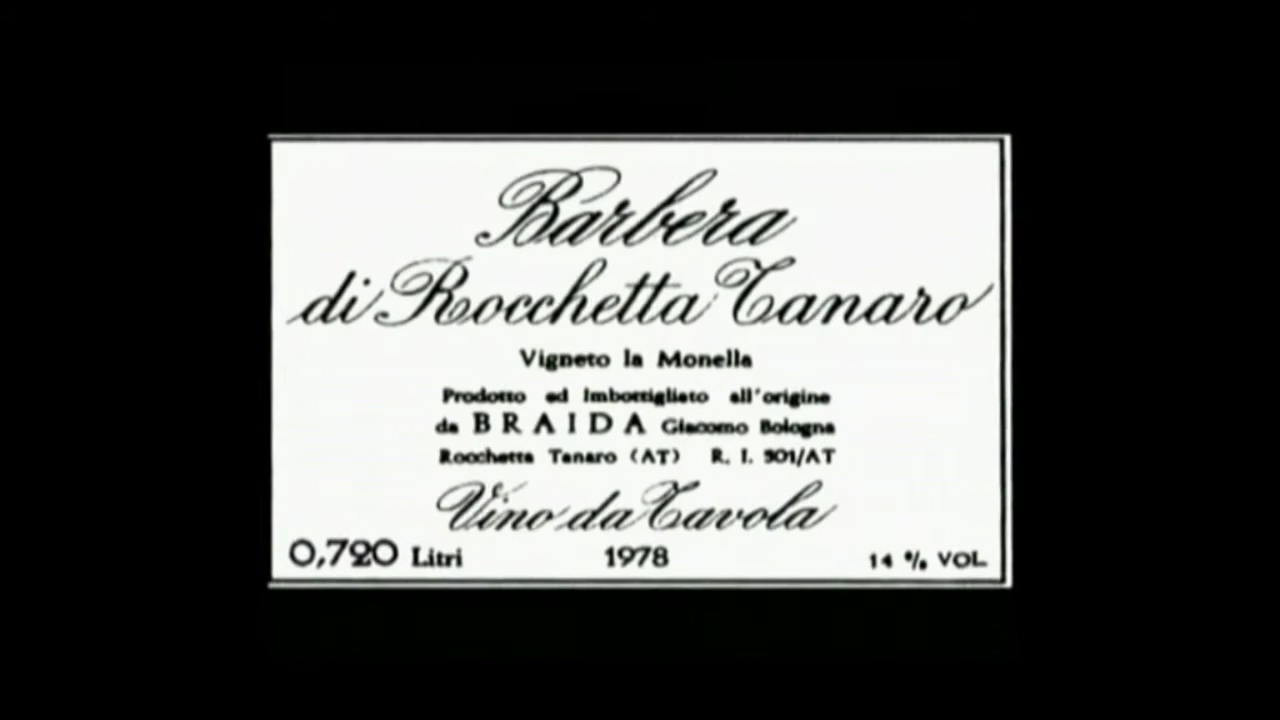 Barbera
di Rocchetta Tanaro
Vigneto la Monella
Prodotto ed Imbottigliato all'origine
da BRAIDA Giacomo Bologna
Rocchetta Tanaro (AT) R. I. 901/AT
Vino da Tavola
0,720 Litri 1978 14 % VOL.